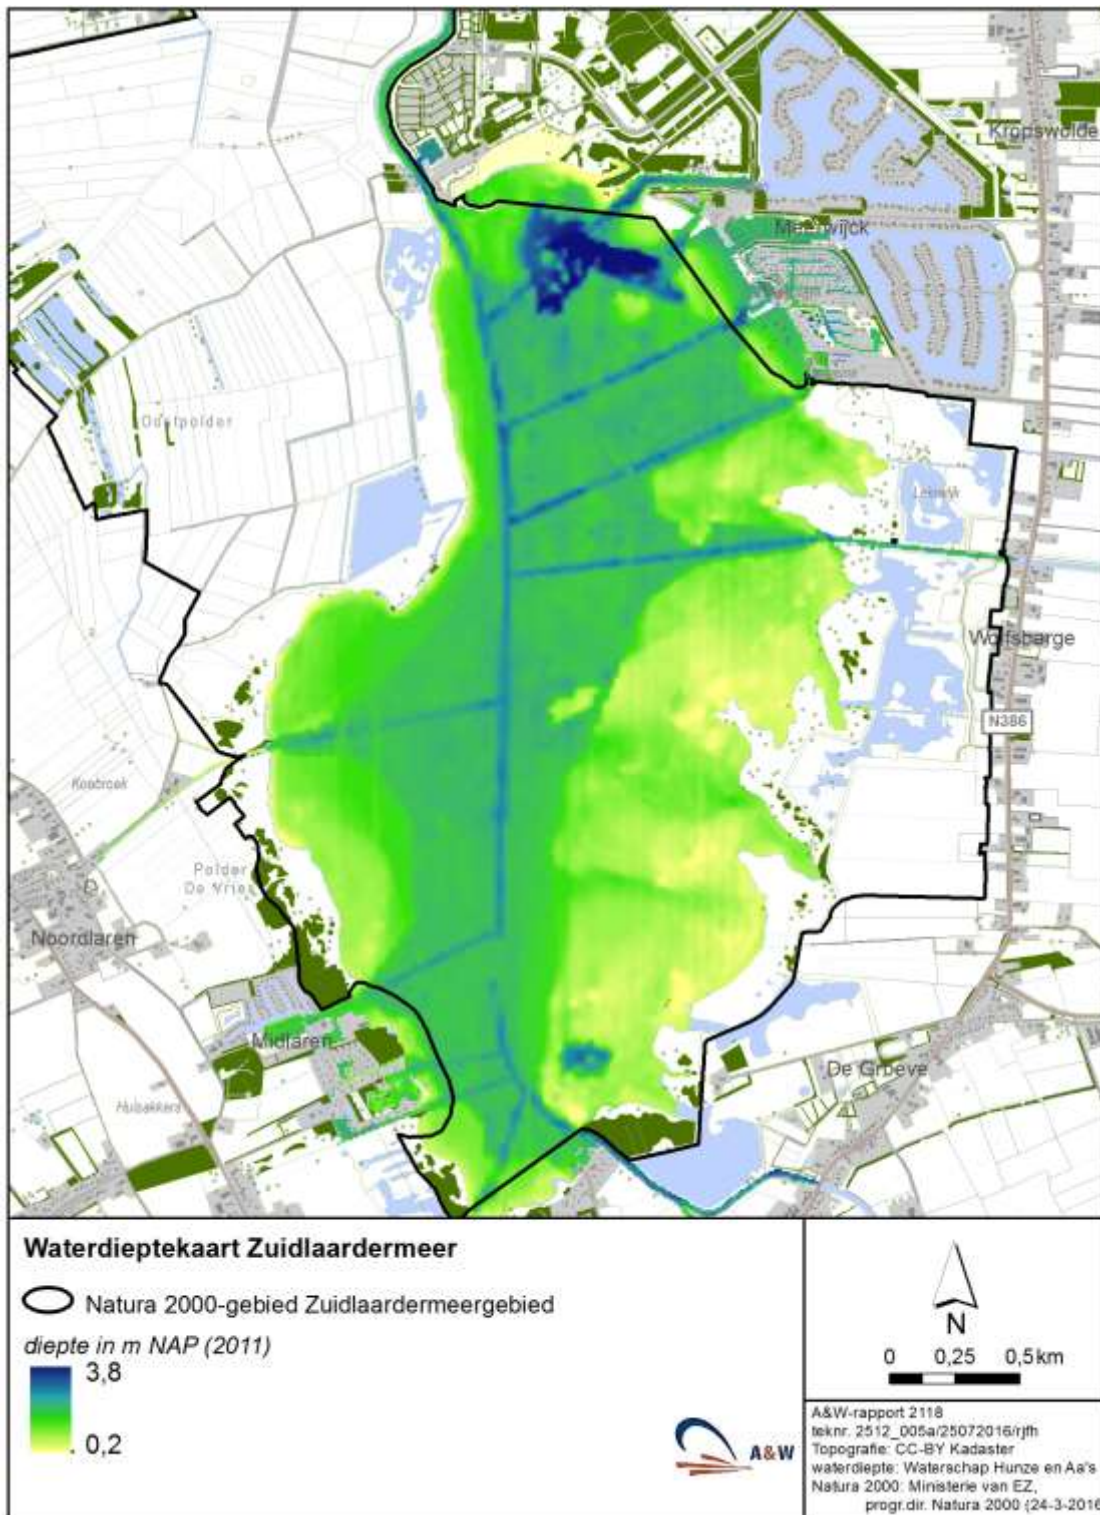 Kropswolde
Meerwijck
Oostpolder
Leinwijk
Wolfsbarge
N386
Polder
De Vries
Noordlaren
Midlaren
De Groeve
Waterdieptekaart Zuidlaardermeer
Natura 2000-gebied Zuidlaardermeergebied
diepte in m NAP (2011)
3,8
0,2
A&W
N
0 0,25 0,5 km
A&W-rapport 2118
teknr. 2512_005a/25072016/rjfh
Topografie: CC-BY Kadaster
waterdiepte: Waterschap Hunze en Aa's
Natura 2000: Ministerie van EZ,
progr.dir. Natura 2000 (24-3-2016